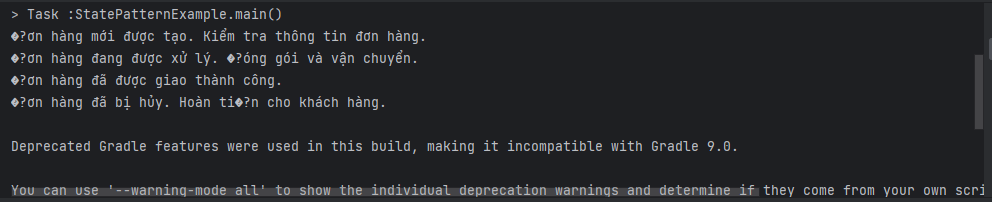 > Task :StatePatternExample.main()
�?ơn hàng mới được tạo. Kiểm tra thông tin đơn hàng.
�?ơn hàng đang được xử lý. �?óng gói và vận chuyển.
�?ơn hàng đã được giao thành công.
�?ơn hàng đã bị hủy. Hoàn ti�?n cho khách hàng.
Deprecated Gradle features were used in this build, making it incompatible with Gradle 9.0.
You can use '--warning-mode all' to show the individual deprecation warnings and determine if they come from your own scri